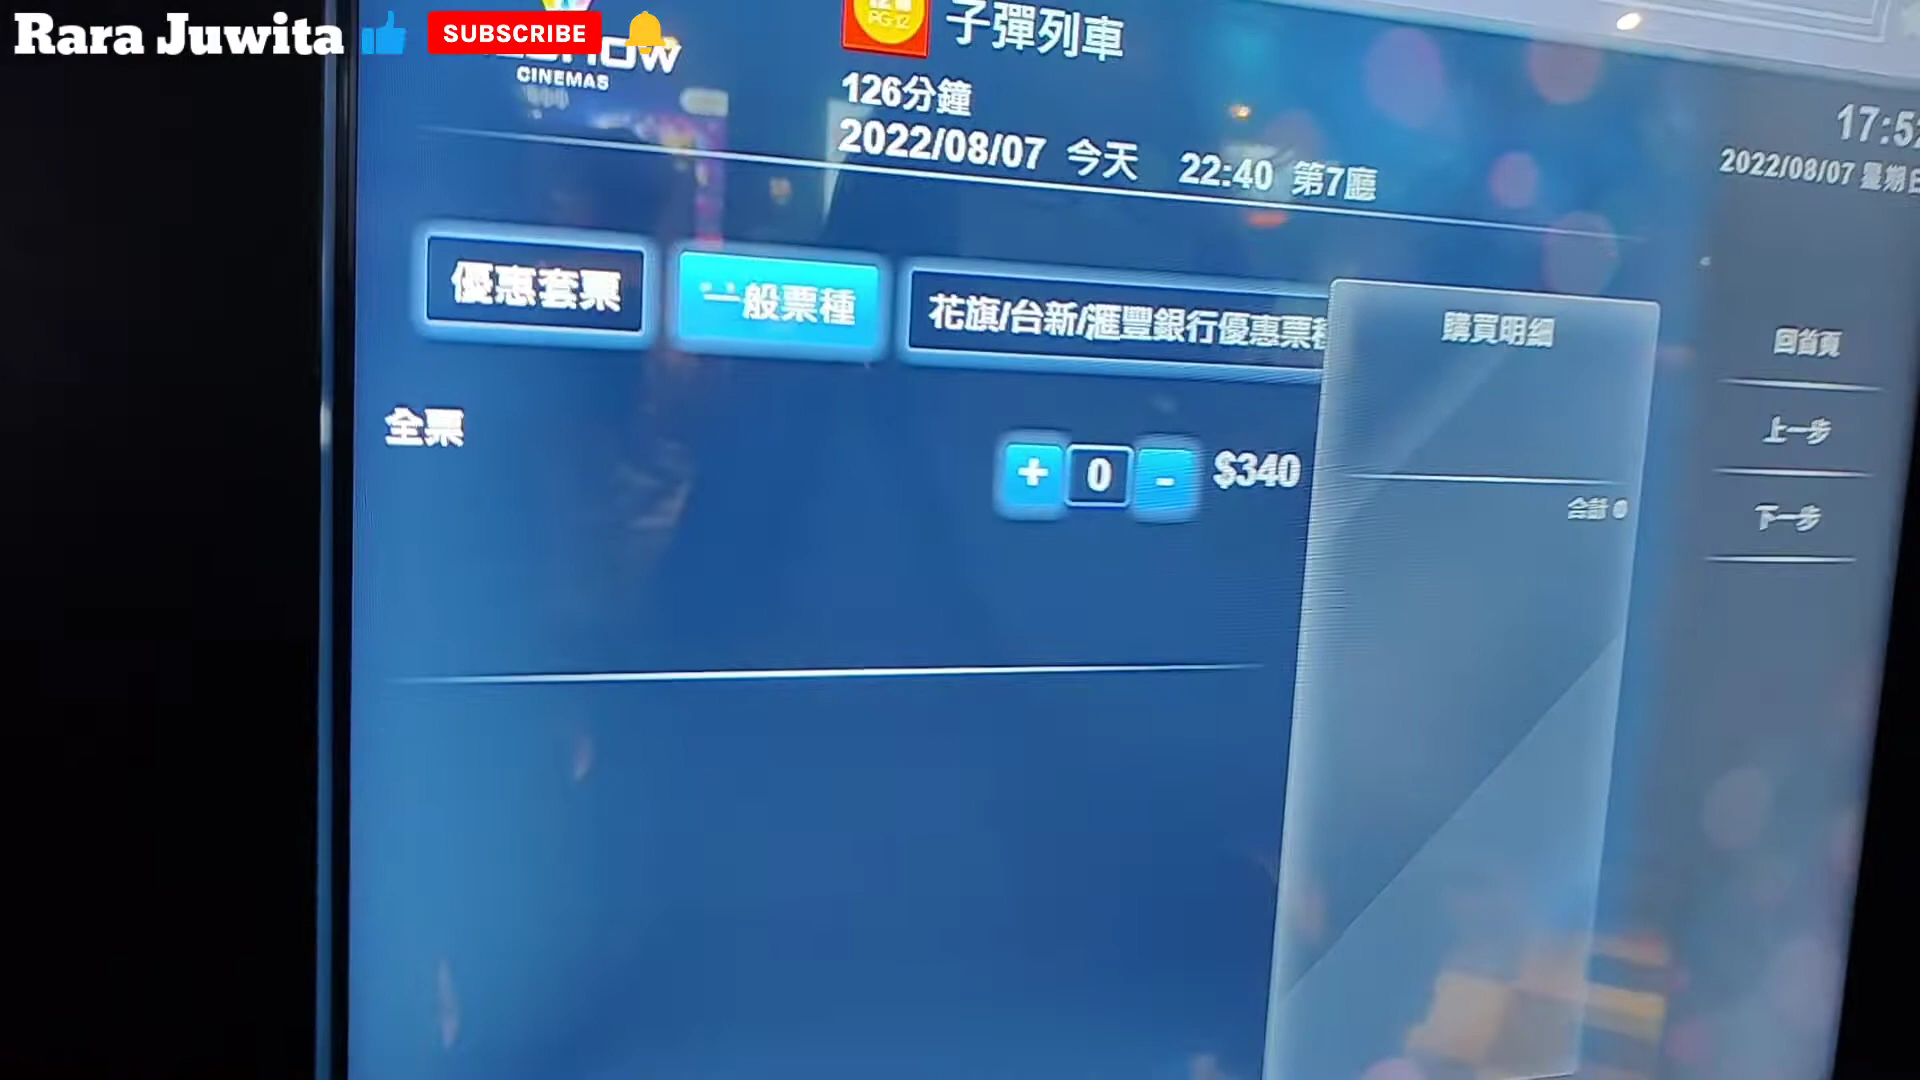 Rara Juwita
SUBSCRIBE
CINEMAS
PG-12
子彈列車
126分鐘
2022/08/07 今天 22:40 第7廳
2022/08/07 星期日
優惠套票
一般票種
花旗/台新/滙豐銀行優惠票種
購買明細
回首頁
全票
+ 0 - $340
上一步
合計 0
下一步